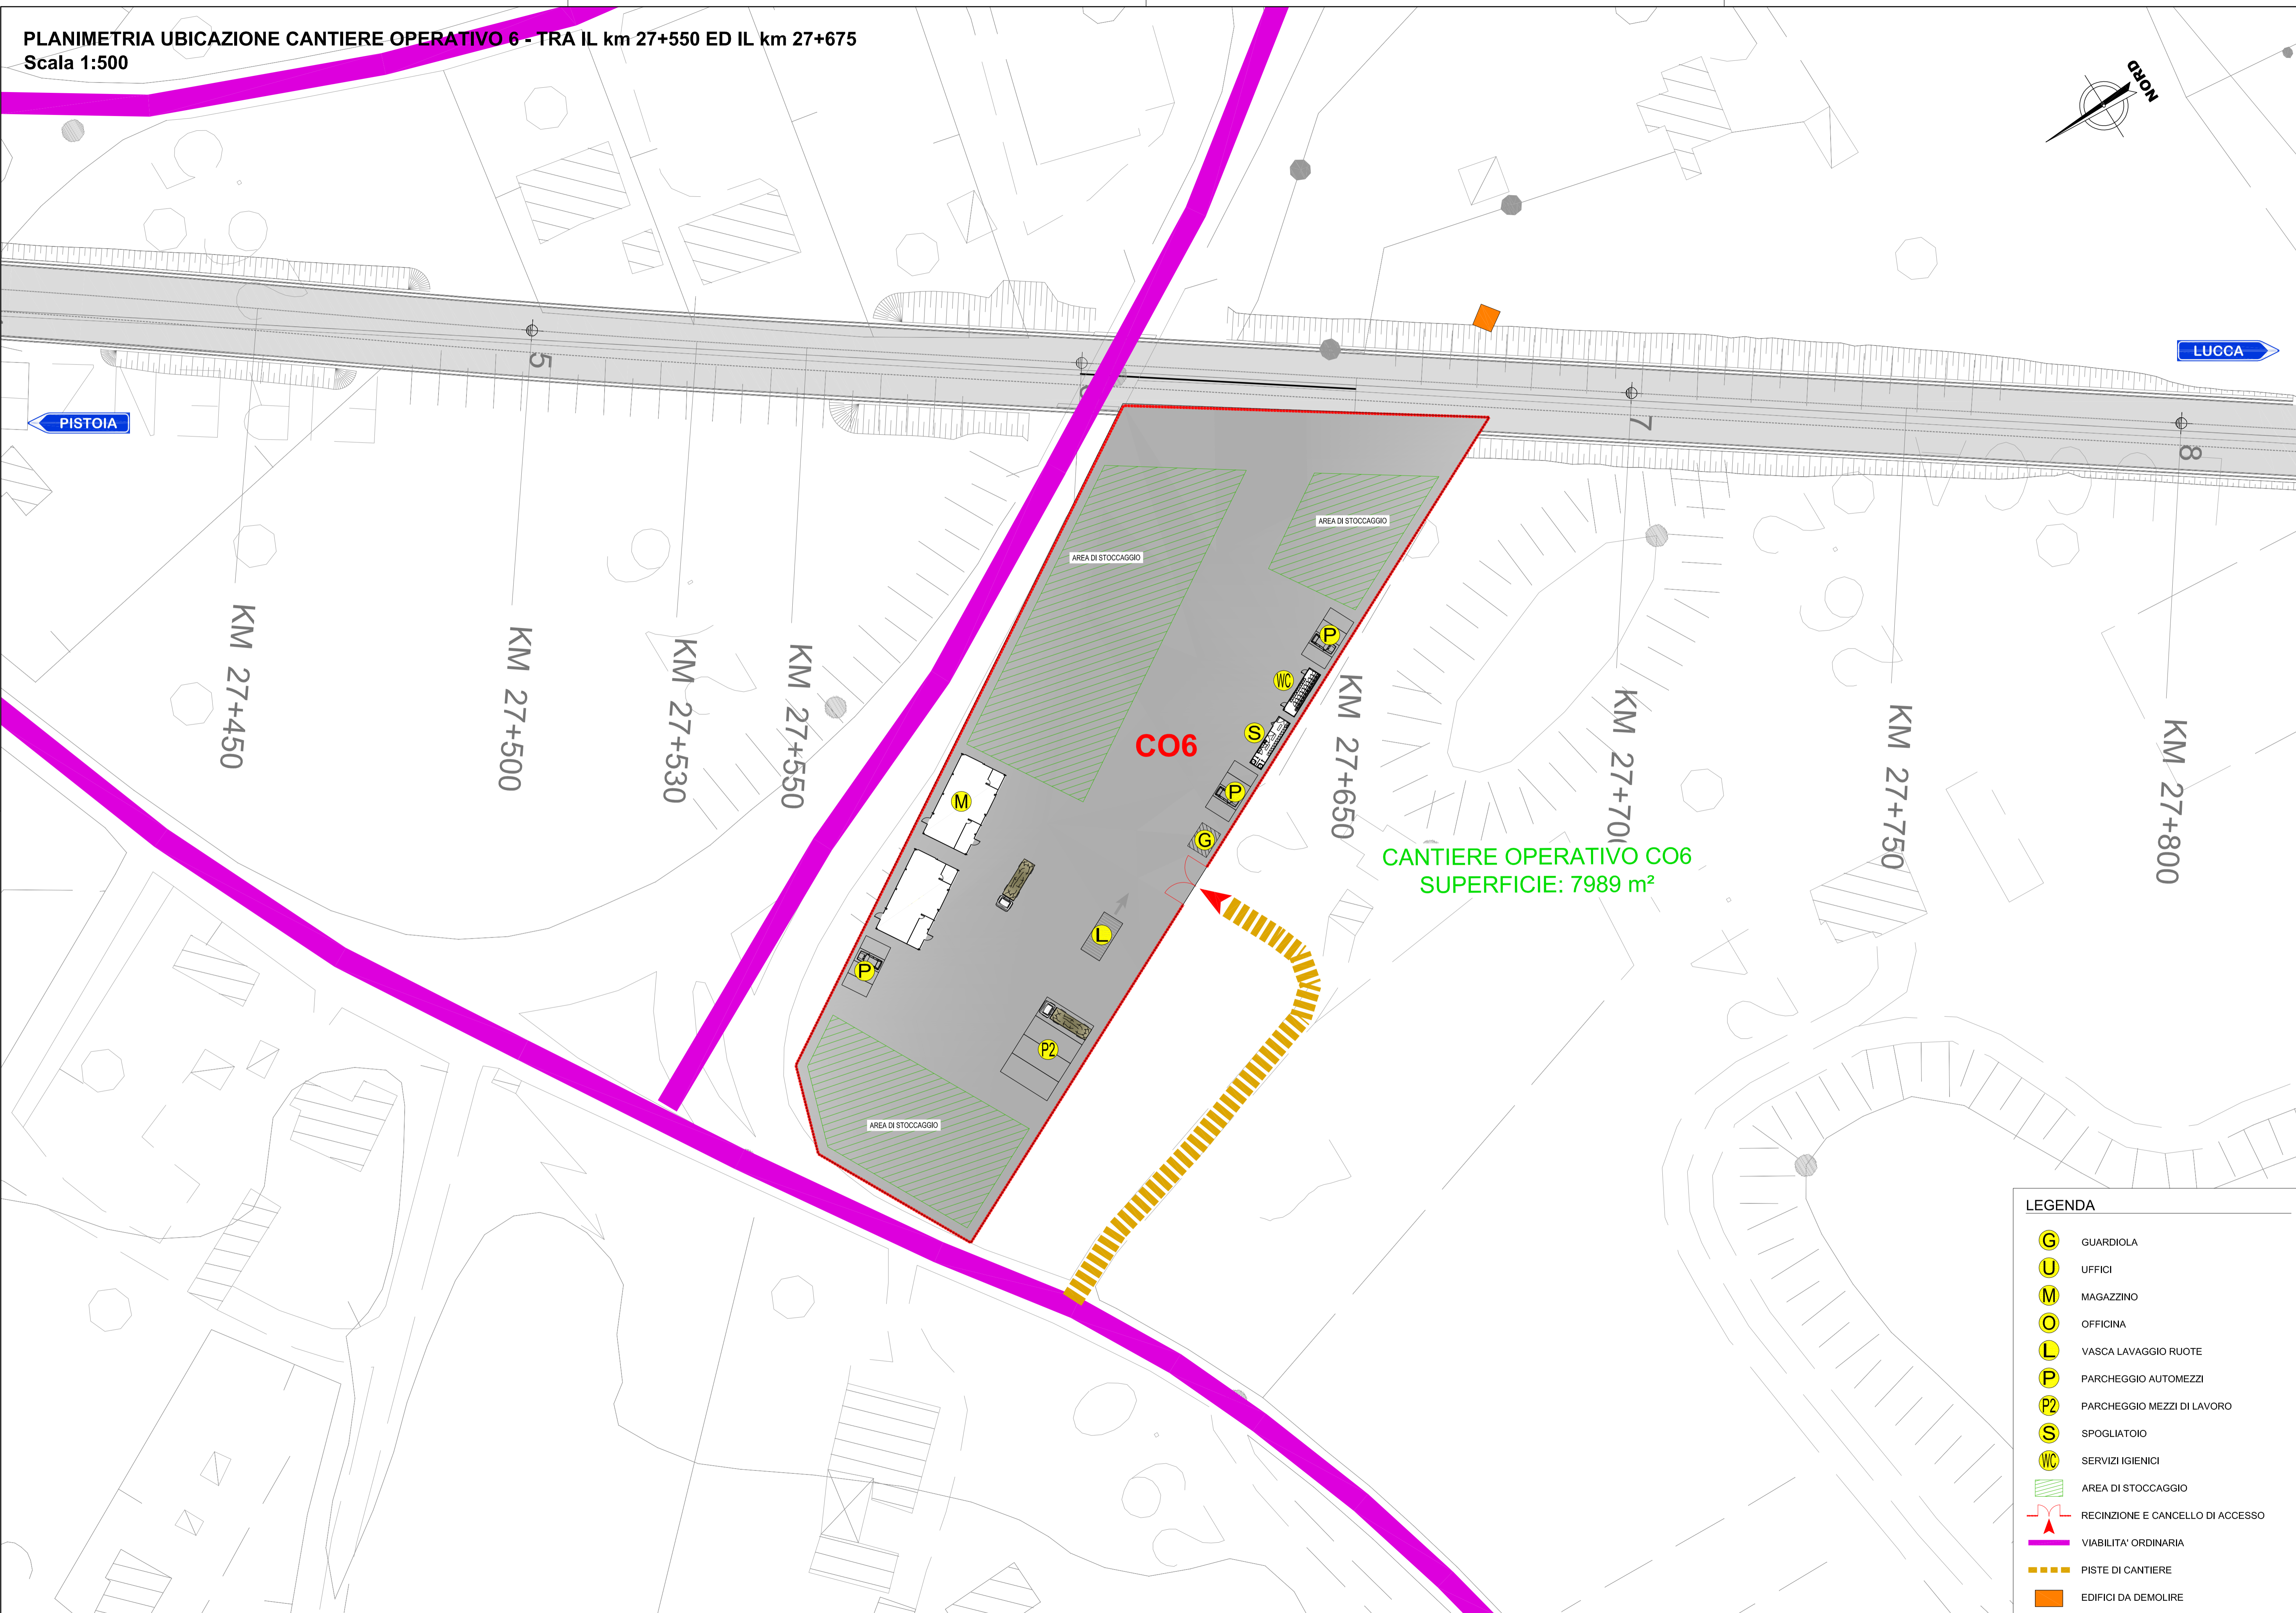 PLANIMETRIA UBICAZIONE CANTIERE OPERATIVO 6 - TRA IL km 27+550 ED IL km 27+675
Scala 1:500
NORD
LUCCA
PISTOIA
5
7
8
AREA DI STOCCAGGIO
AREA DI STOCCAGGIO
P
WC
S
CO6
P
M
G
L
P
P2
AREA DI STOCCAGGIO
KM 27+450
KM 27+500
KM 27+530
KM 27+550
KM 27+650
KM 27+700
KM 27+750
KM 27+800
CANTIERE OPERATIVO CO6
SUPERFICIE: 7989 m²
LEGENDA
G GUARDIOLA
U UFFICI
M MAGAZZINO
O OFFICINA
L VASCA LAVAGGIO RUOTE
P PARCHEGGIO AUTOMEZZI
P2 PARCHEGGIO MEZZI DI LAVORO
S SPOGLIATOIO
WC SERVIZI IGIENICI
AREA DI STOCCAGGIO
RECINZIONE E CANCELLO DI ACCESSO
VIABILITA' ORDINARIA
PISTE DI CANTIERE
EDIFICI DA DEMOLIRE